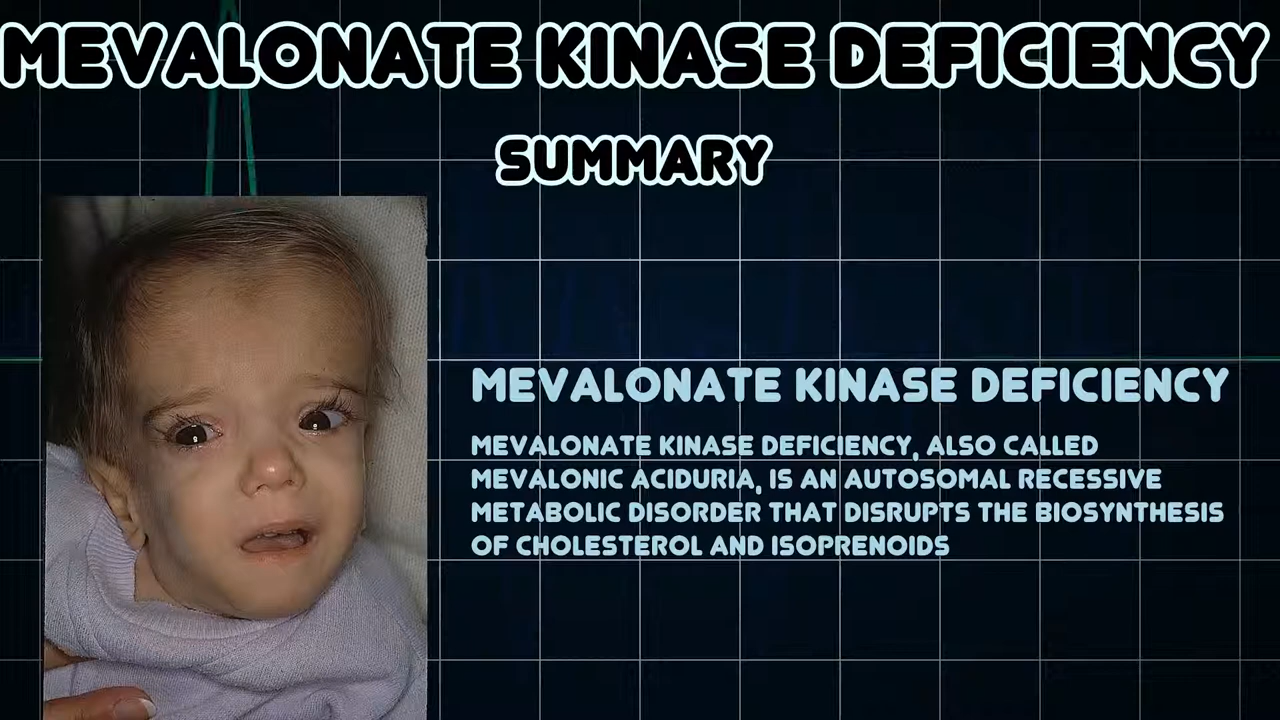 MEVALONATE KINASE DEFICIENCY
SUMMARY
MEVALONATE KINASE DEFICIENCY
MEVALONATE KINASE DEFICIENCY, ALSO CALLED
MEVALONIC ACIDURIA, IS AN AUTOSOMAL RECESSIVE
METABOLIC DISORDER THAT DISRUPTS THE BIOSYNTHESIS
OF CHOLESTEROL AND ISOPRENOIDS